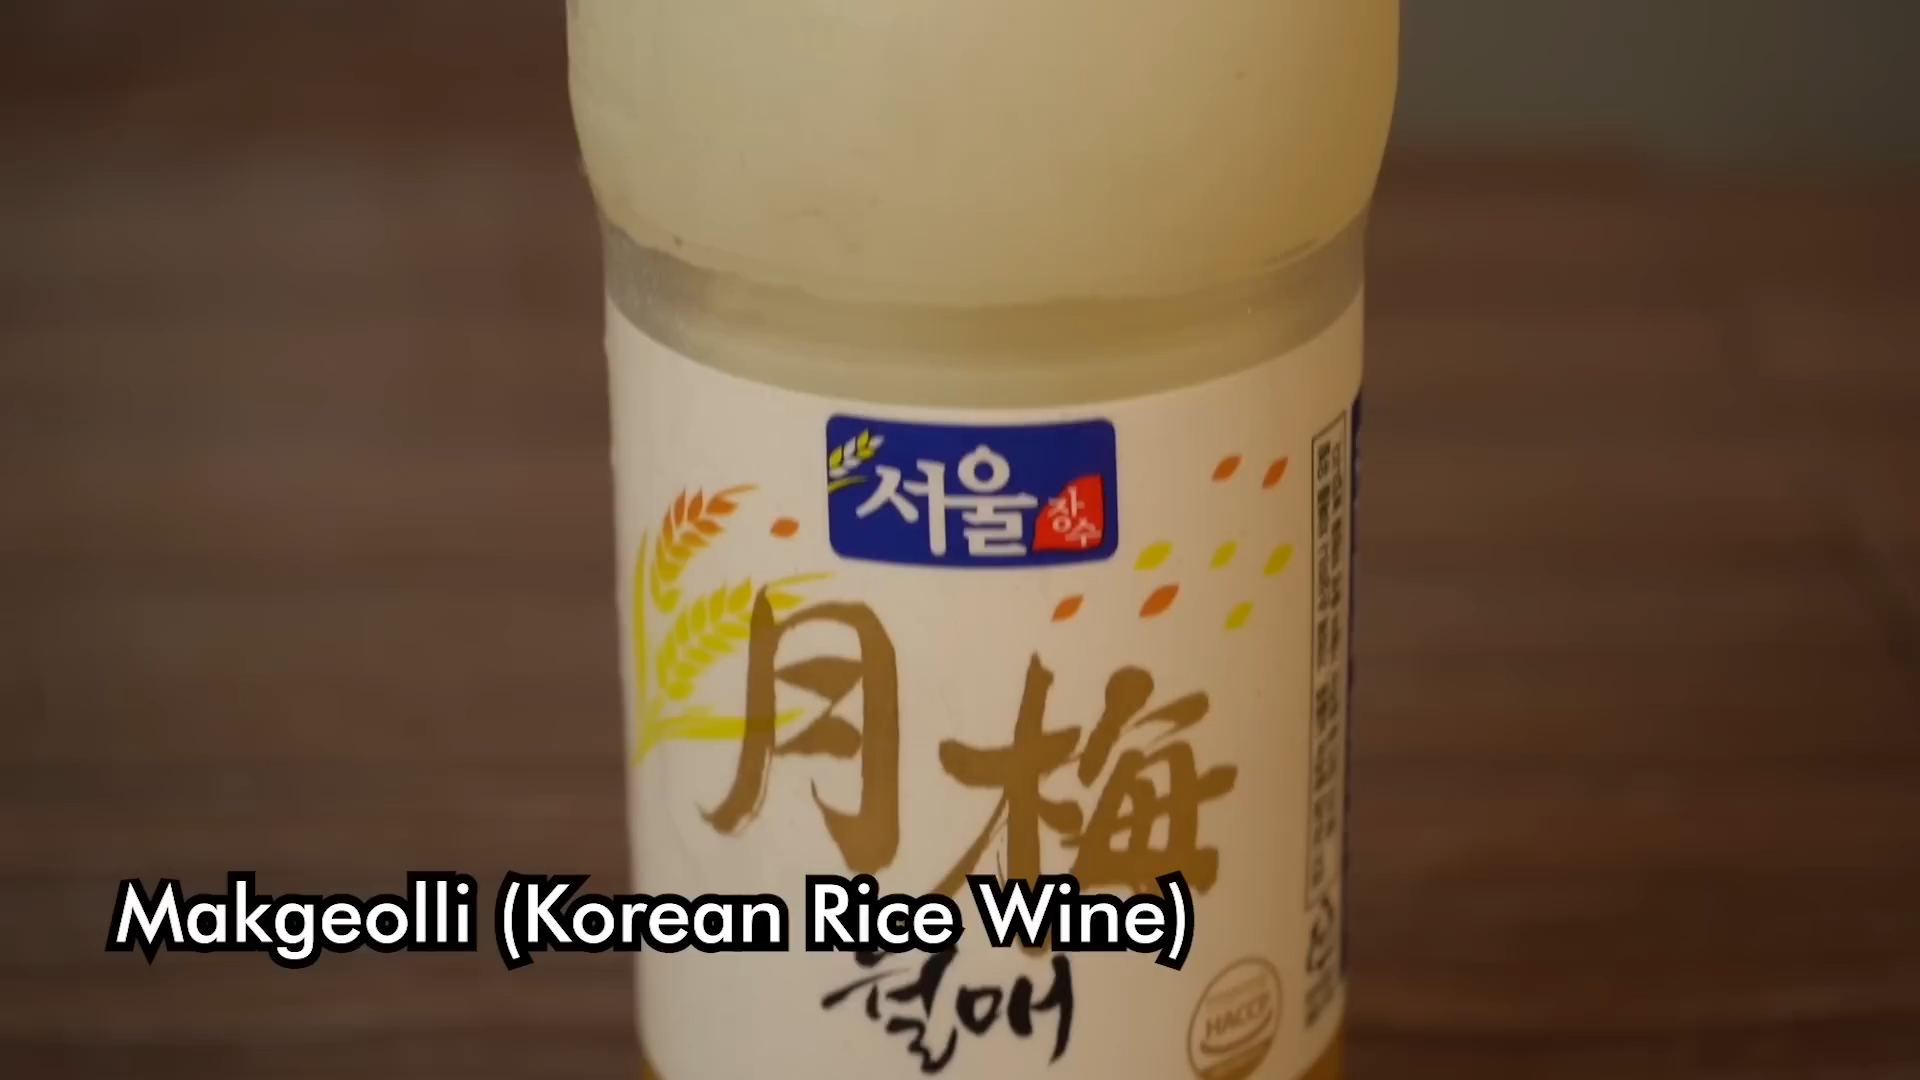 서울
장수
月梅
Makgeolli (Korean Rice Wine)
월매
HACCP